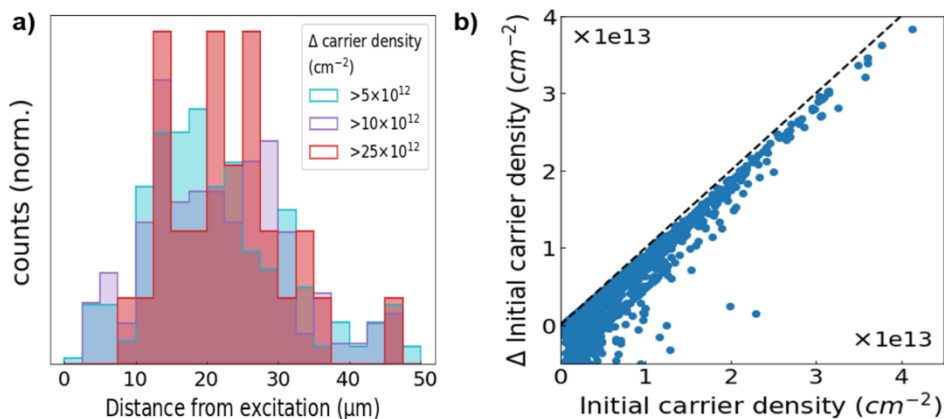 a)
counts (norm.)
Δ carrier density
(cm⁻²)
>5×10¹²
>10×10¹²
>25×10¹²
0 10 20 30 40 50
Distance from excitation (μm)
b)
Δ Initial carrier density (cm⁻²)
×1e13
4
3
2
1
0
×1e13
0 1 2 3 4
Initial carrier density (cm⁻²)